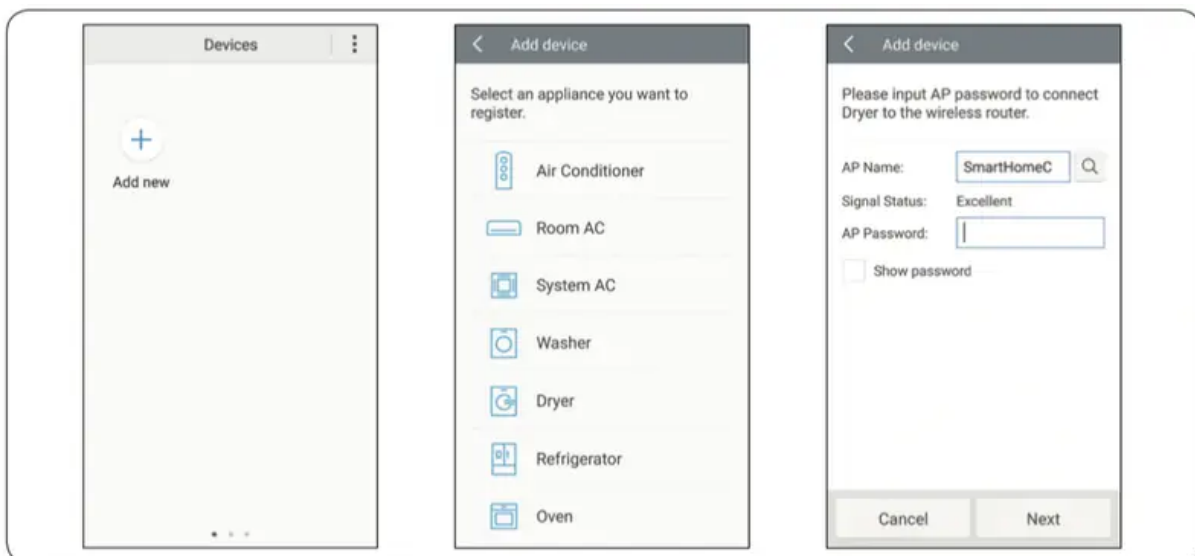 Devices
Add new
Add device
Select an appliance you want to
register.
Air Conditioner
Room AC
System AC
Washer
Dryer
Refrigerator
Oven
Add device
Please input AP password to connect
Dryer to the wireless router.
AP Name: SmartHomeC
Signal Status: Excellent
AP Password:
Show password
Cancel Next